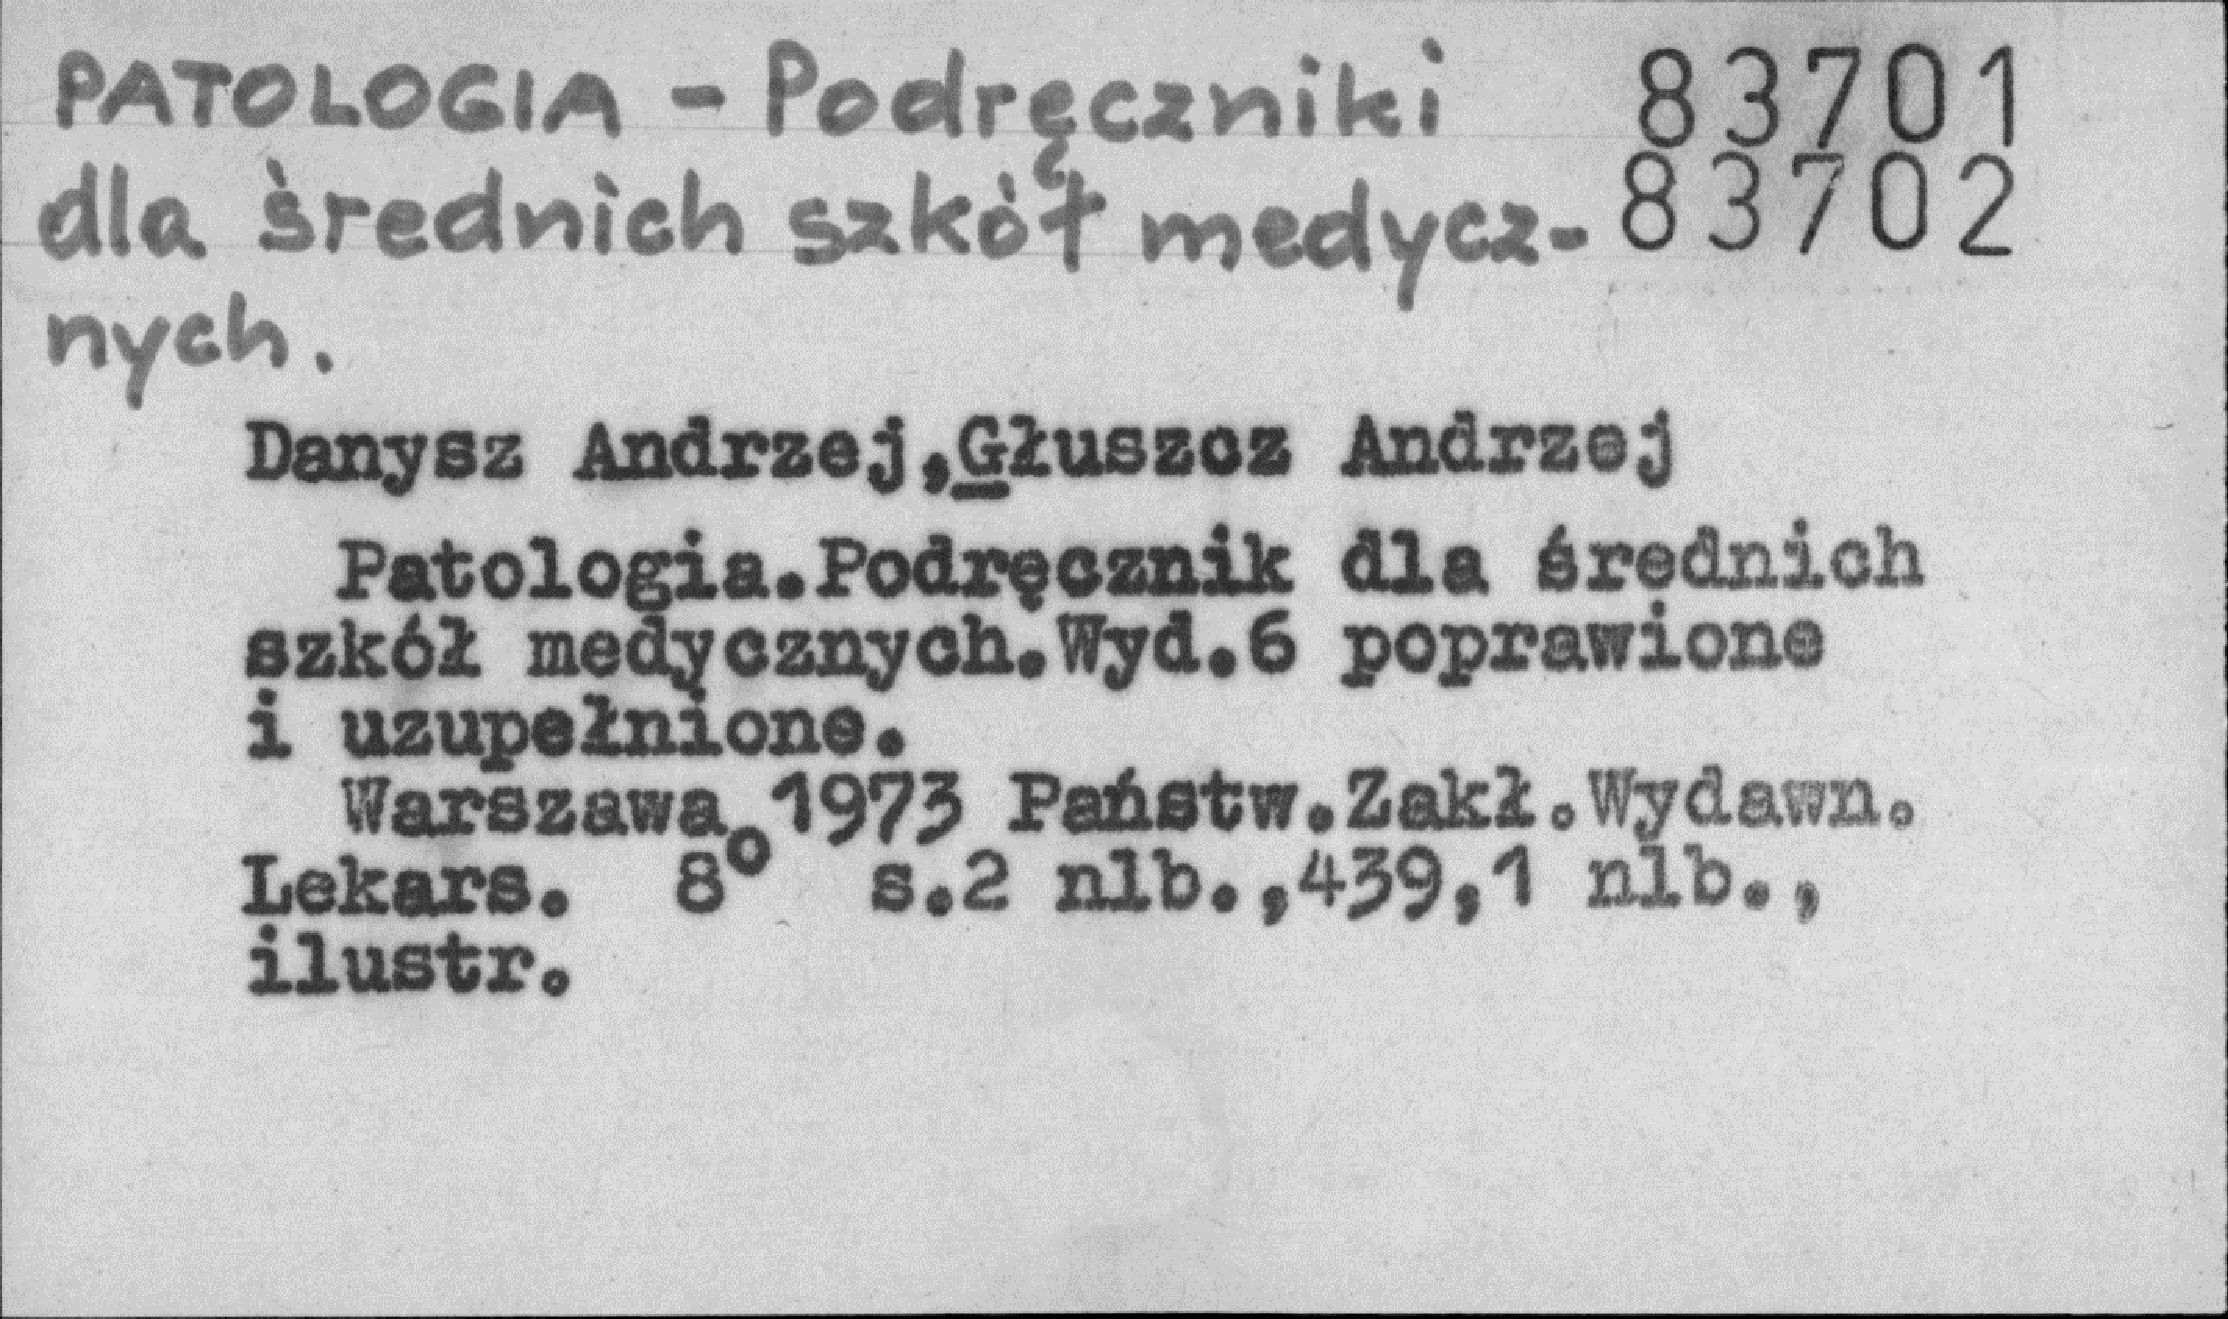 PATOLOGIA - Podręczniki 83701
dla średnich szkół medycz- 83702
nych.
Danysz Andrzej,Głuszcz Andrzej
Patologia.Podręcznik dla średnich
szkół medycznych.Wyd.6 poprawione
i uzupełnione.
Warszawa 1973 Państw.Zakł.Wydawn.
Lekars. 8° s.2 nlb.,439,1 nlb.,
ilustr.